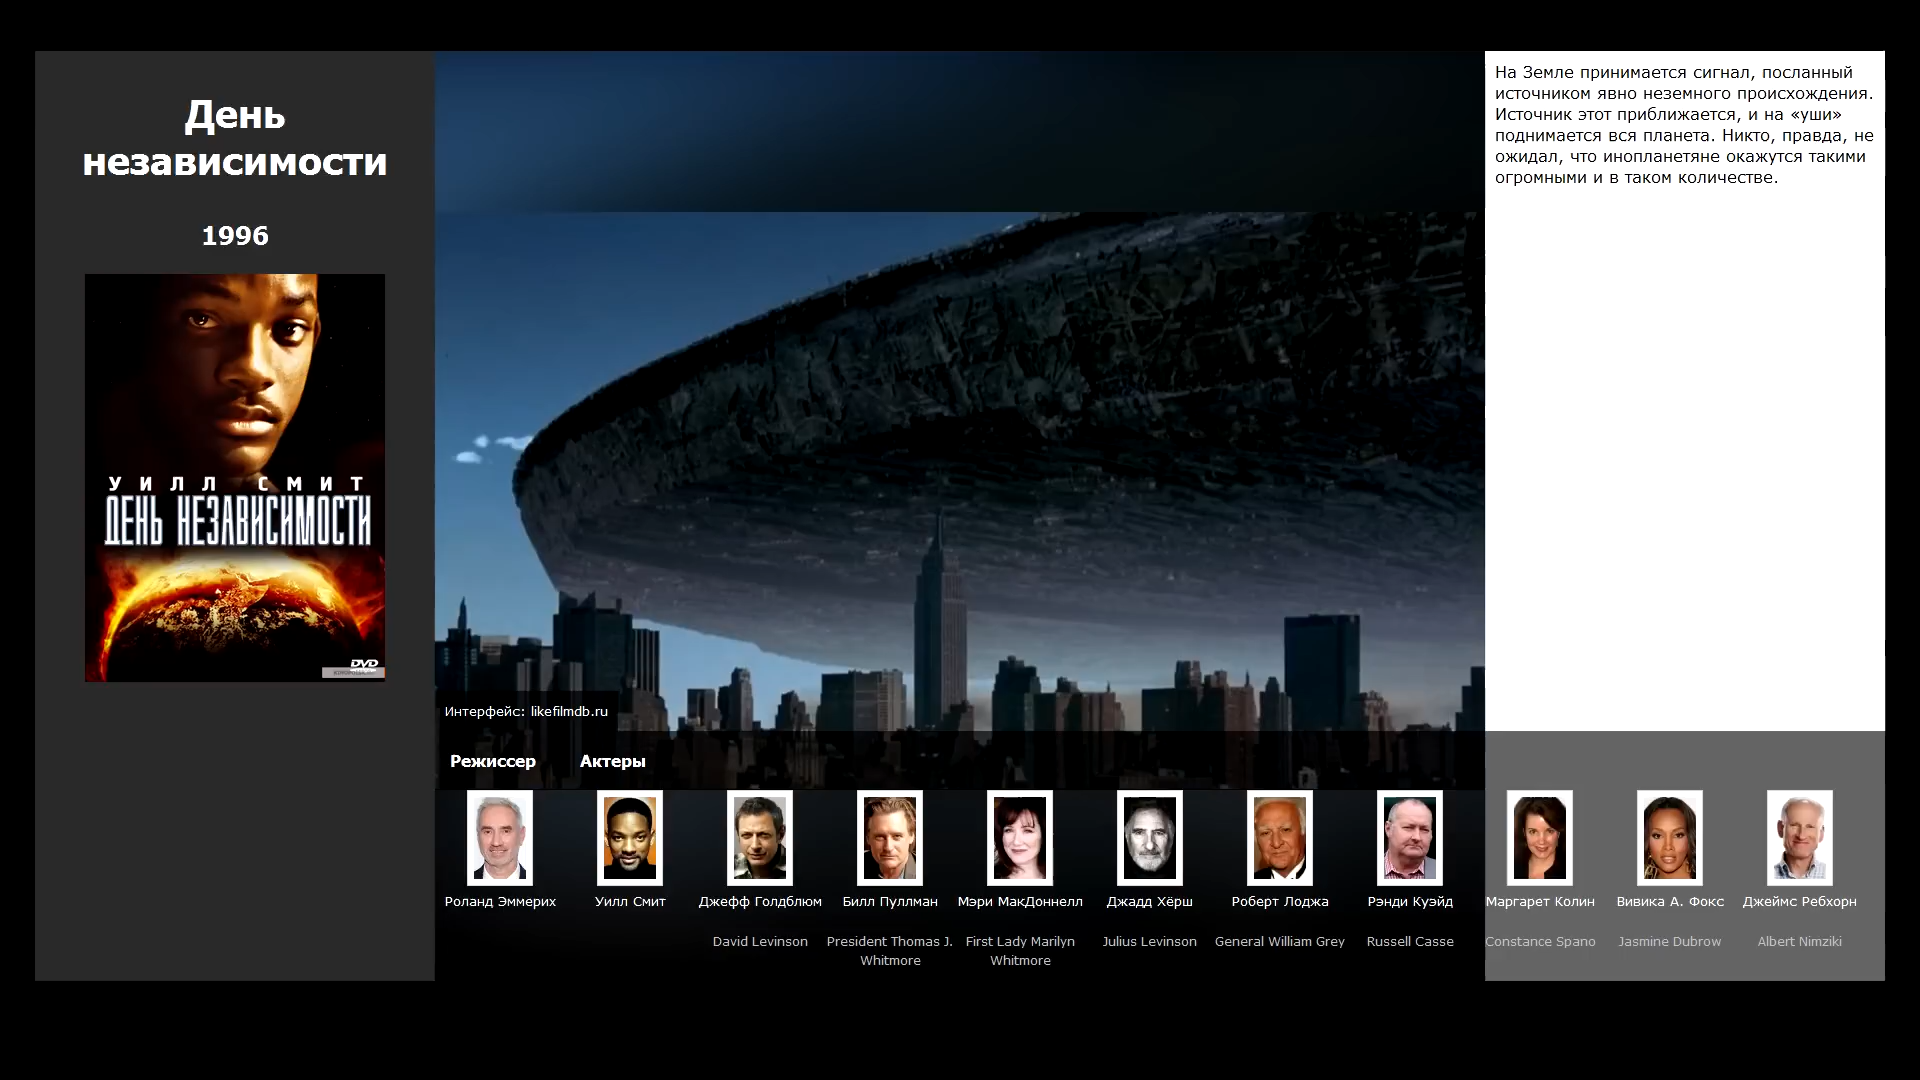 День
независимости
1996
УИЛЛ СМИТ
ДЕНЬ НЕЗАВИСИМОСТИ
DVD
На Земле принимается сигнал, посланный
источником явно неземного происхождения.
Источник этот приближается, и на «уши»
поднимается вся планета. Никто, правда, не
ожидал, что инопланетяне окажутся такими
огромными и в таком количестве.
Интерфейс: likefilmdb.ru
Режиссер Актеры
Роланд Эммерих Уилл Смит Джефф Голдблюм Билл Пуллман Мэри МакДоннелл Джадд Хёрш Роберт Лоджа Рэнди Куэйд Маргарет Колин Вивика А. Фокс Джеймс Ребхорн
David Levinson President Thomas J. First Lady Marilyn Julius Levinson General William Grey Russell Casse Constance Spano Jasmine Dubrow Albert Nimziki
Whitmore Whitmore